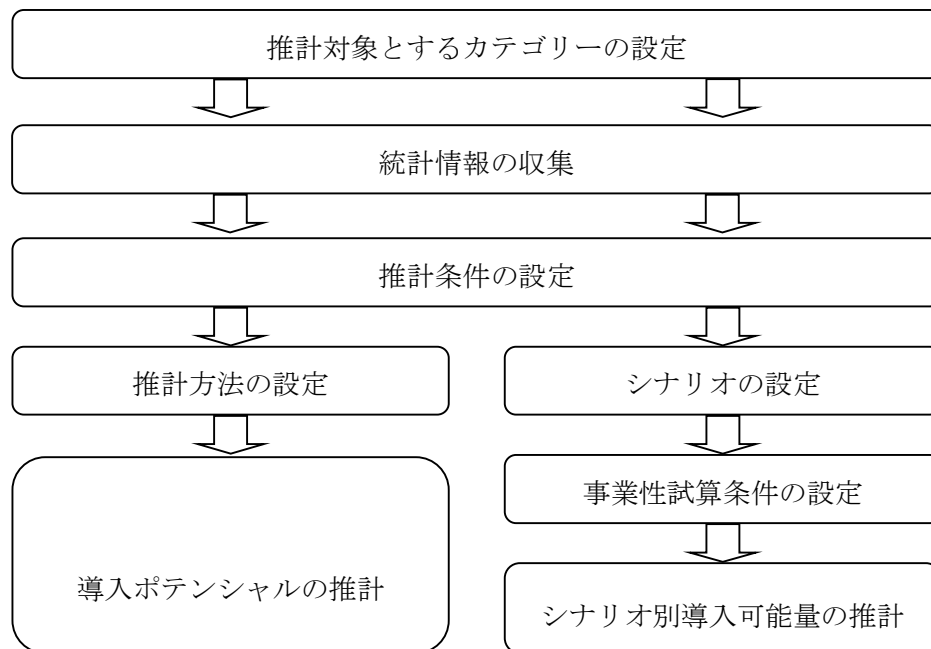 推計対象とするカテゴリーの設定
統計情報の収集
推計条件の設定
推計方法の設定
シナリオの設定
事業性試算条件の設定
導入ポテンシャルの推計
シナリオ別導入可能量の推計